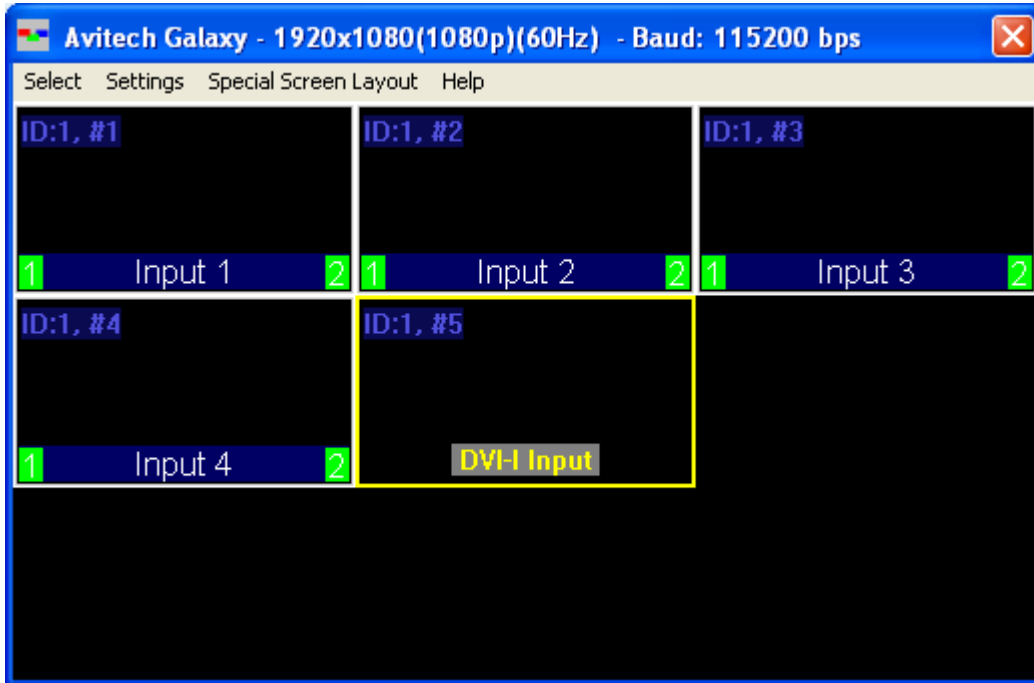 Avitech Galaxy - 1920x1080(1080p)(60Hz) - Baud: 115200 bps
Select Settings Special Screen Layout Help
ID:1, #1 ID:1, #2 ID:1, #3
1 Input 1 2 1 Input 2 2 1 Input 3 2
ID:1, #4 ID:1, #5
1 Input 4 2 DVI-I Input